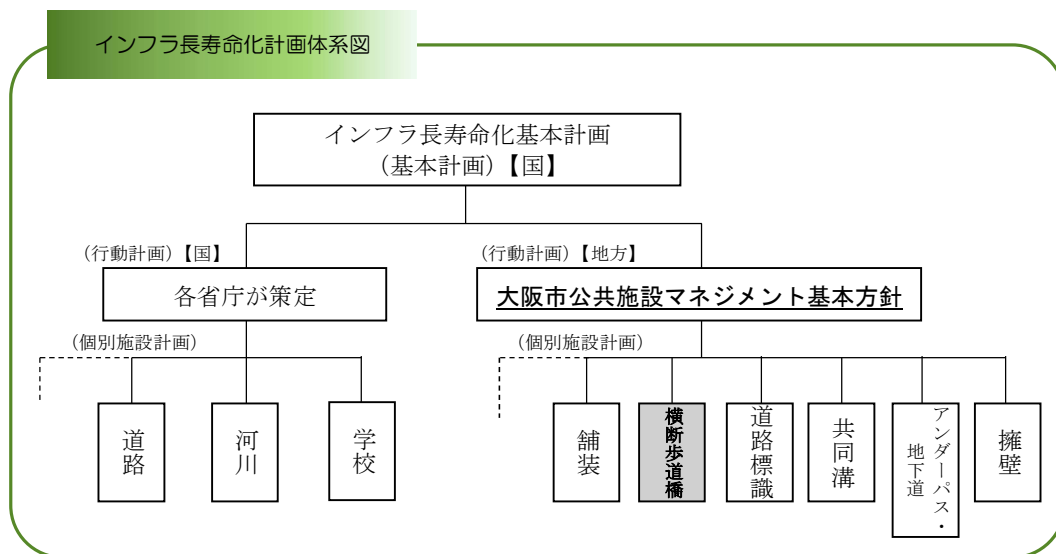 インフラ長寿命化計画体系図
インフラ長寿命化基本計画
(基本計画)【国】
(行動計画)【国】
(行動計画)【地方】
各省庁が策定
大阪市公共施設マネジメント基本方針
(個別施設計画)
(個別施設計画)
道路
河川
学校
舗装
横断歩道橋
道路標識
共同溝
アンダーパス・
地下道
擁壁